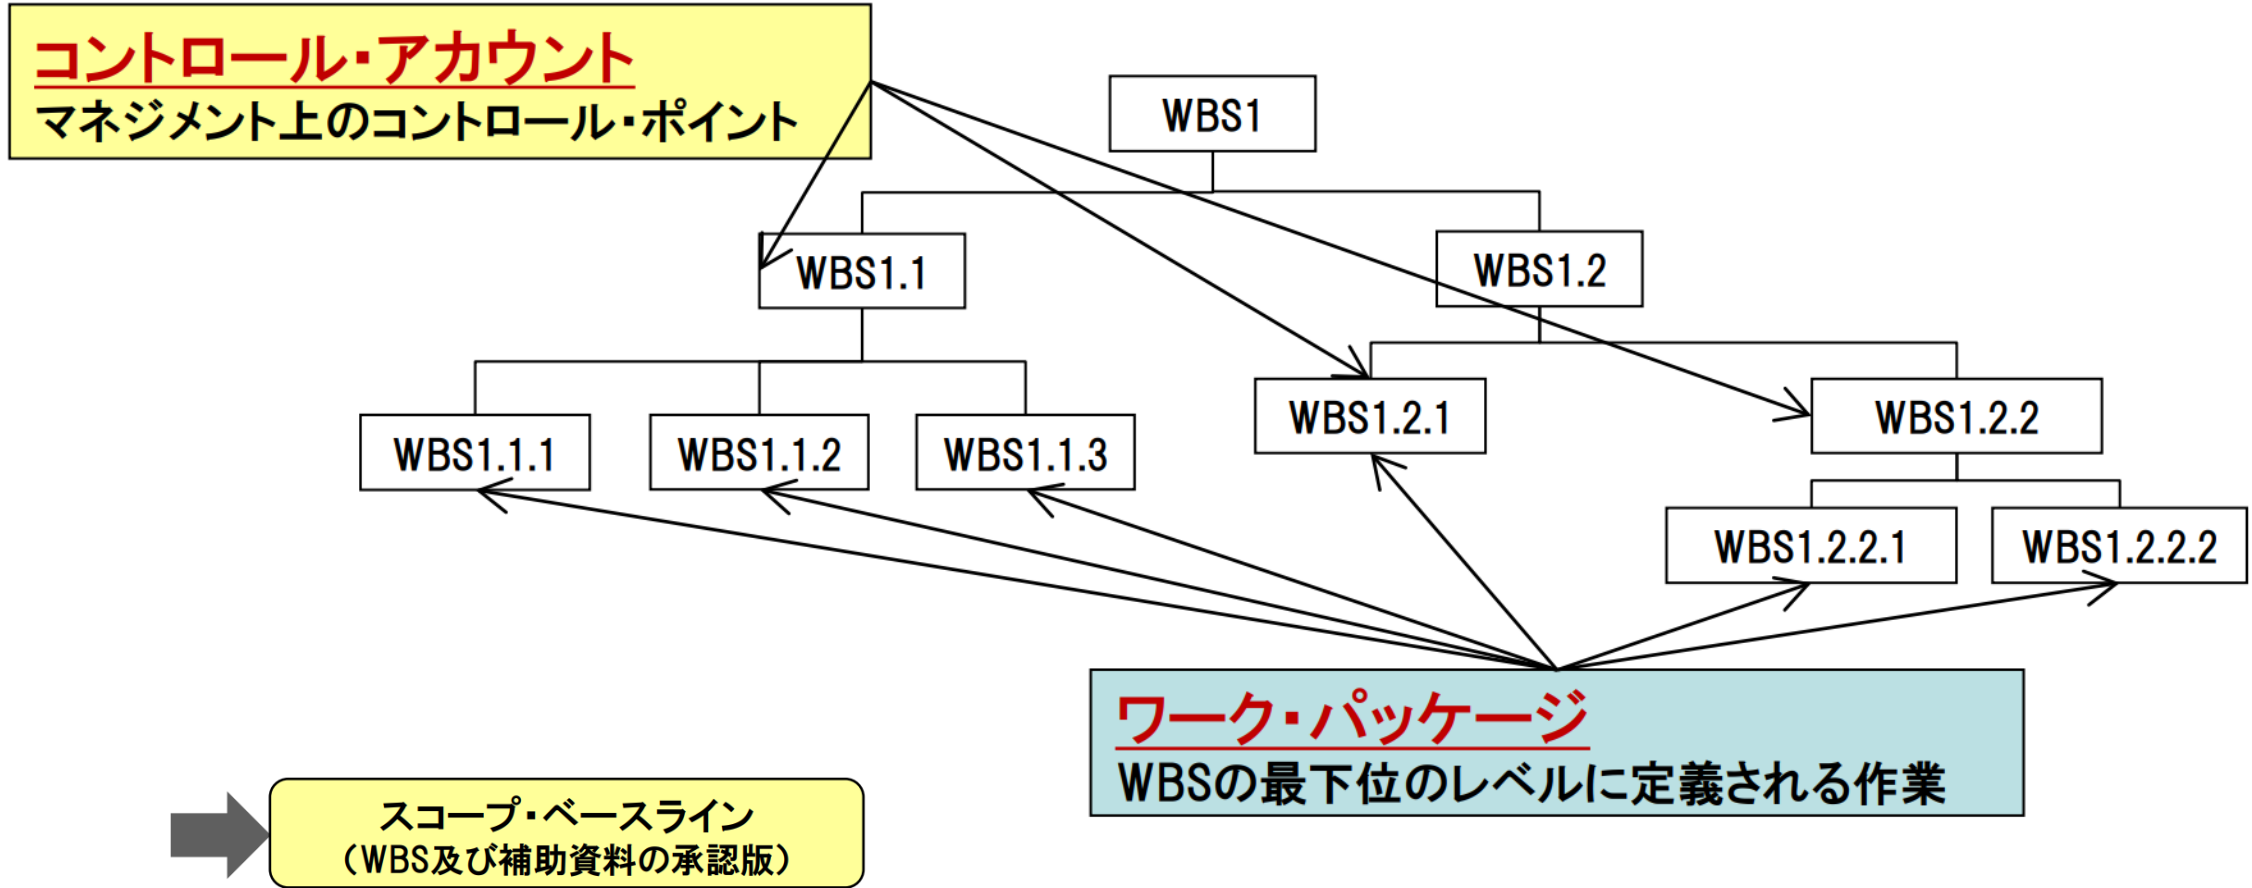 コントロール・アカウント
マネジメント上のコントロール・ポイント
WBS1
WBS1.1
WBS1.2
WBS1.1.1
WBS1.1.2
WBS1.1.3
WBS1.2.1
WBS1.2.2
WBS1.2.2.1
WBS1.2.2.2
ワーク・パッケージ
WBSの最下位のレベルに定義される作業
スコープ・ベースライン
（WBS及び補助資料の承認版）